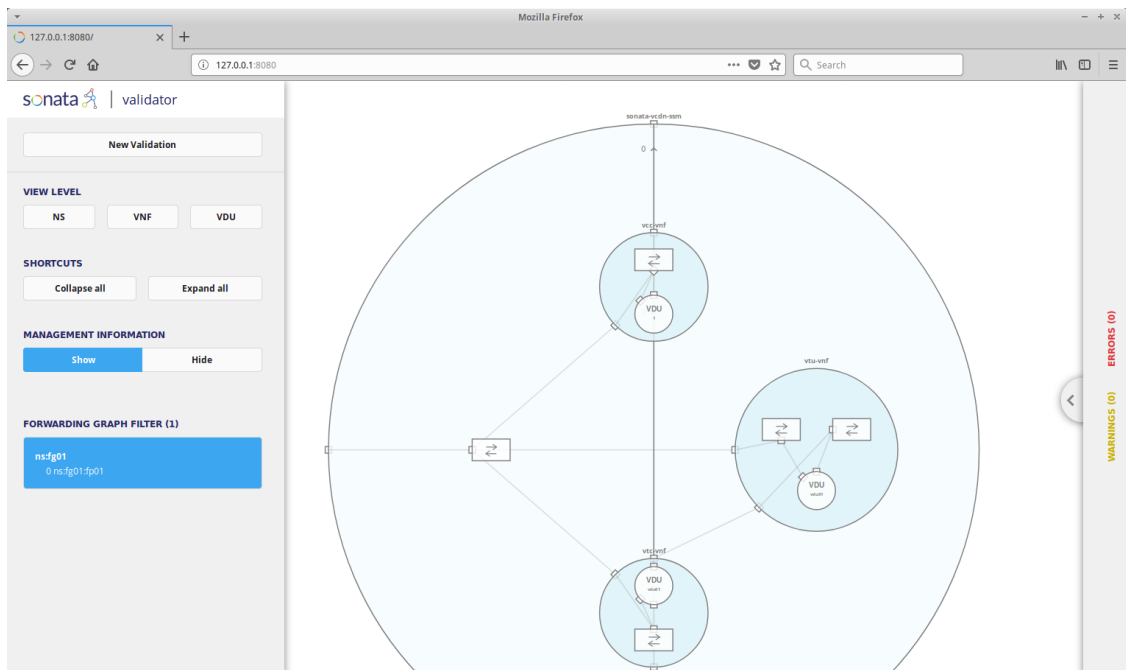 Mozilla Firefox
127.0.0.1:8080/
127.0.0.1:8080
Search
sonata | validator
New Validation
VIEW LEVEL
NS VNF VDU
SHORTCUTS
Collapse all Expand all
MANAGEMENT INFORMATION
Show Hide
FORWARDING GRAPH FILTER (1)
ns:fg01
0 ns:fg01:fp01
sonata-vcdn-ssm
0
vcc-vnf
VDU
1
vtu-vnf
VDU
vdu01
vtc-vnf
VDU
vdu01
ERRORS (0)
WARNINGS (0)